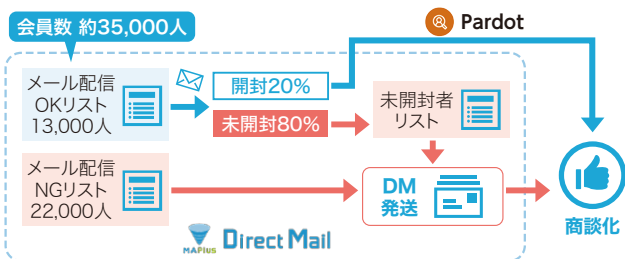 会員数 約35,000人
Pardot
メール配信
OKリスト
13,000人
開封20%
未開封80%
未開封者
リスト
メール配信
NGリスト
22,000人
DM
発送
商談化
MAPlus
Direct Mail